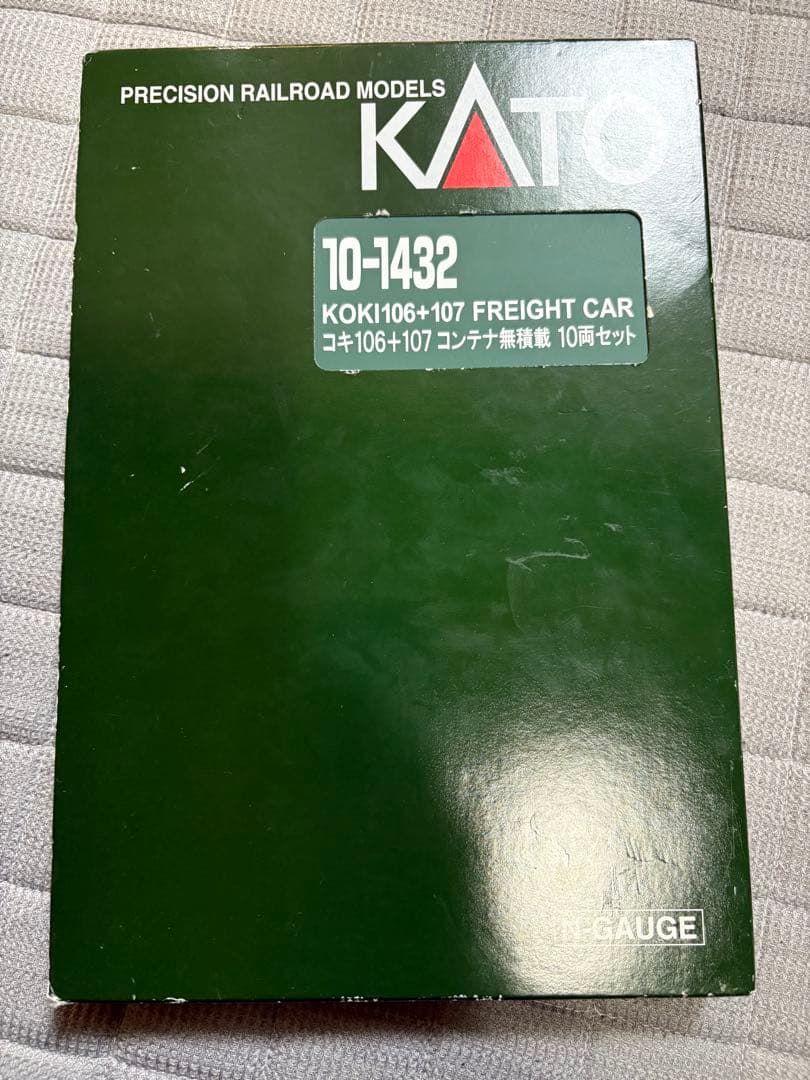 PRECISION RAILROAD MODELS
KATO
10-1432
KOKI106+107 FREIGHT CAR
コキ106+107 コンテナ無積載 10両セット
N-GAUGE